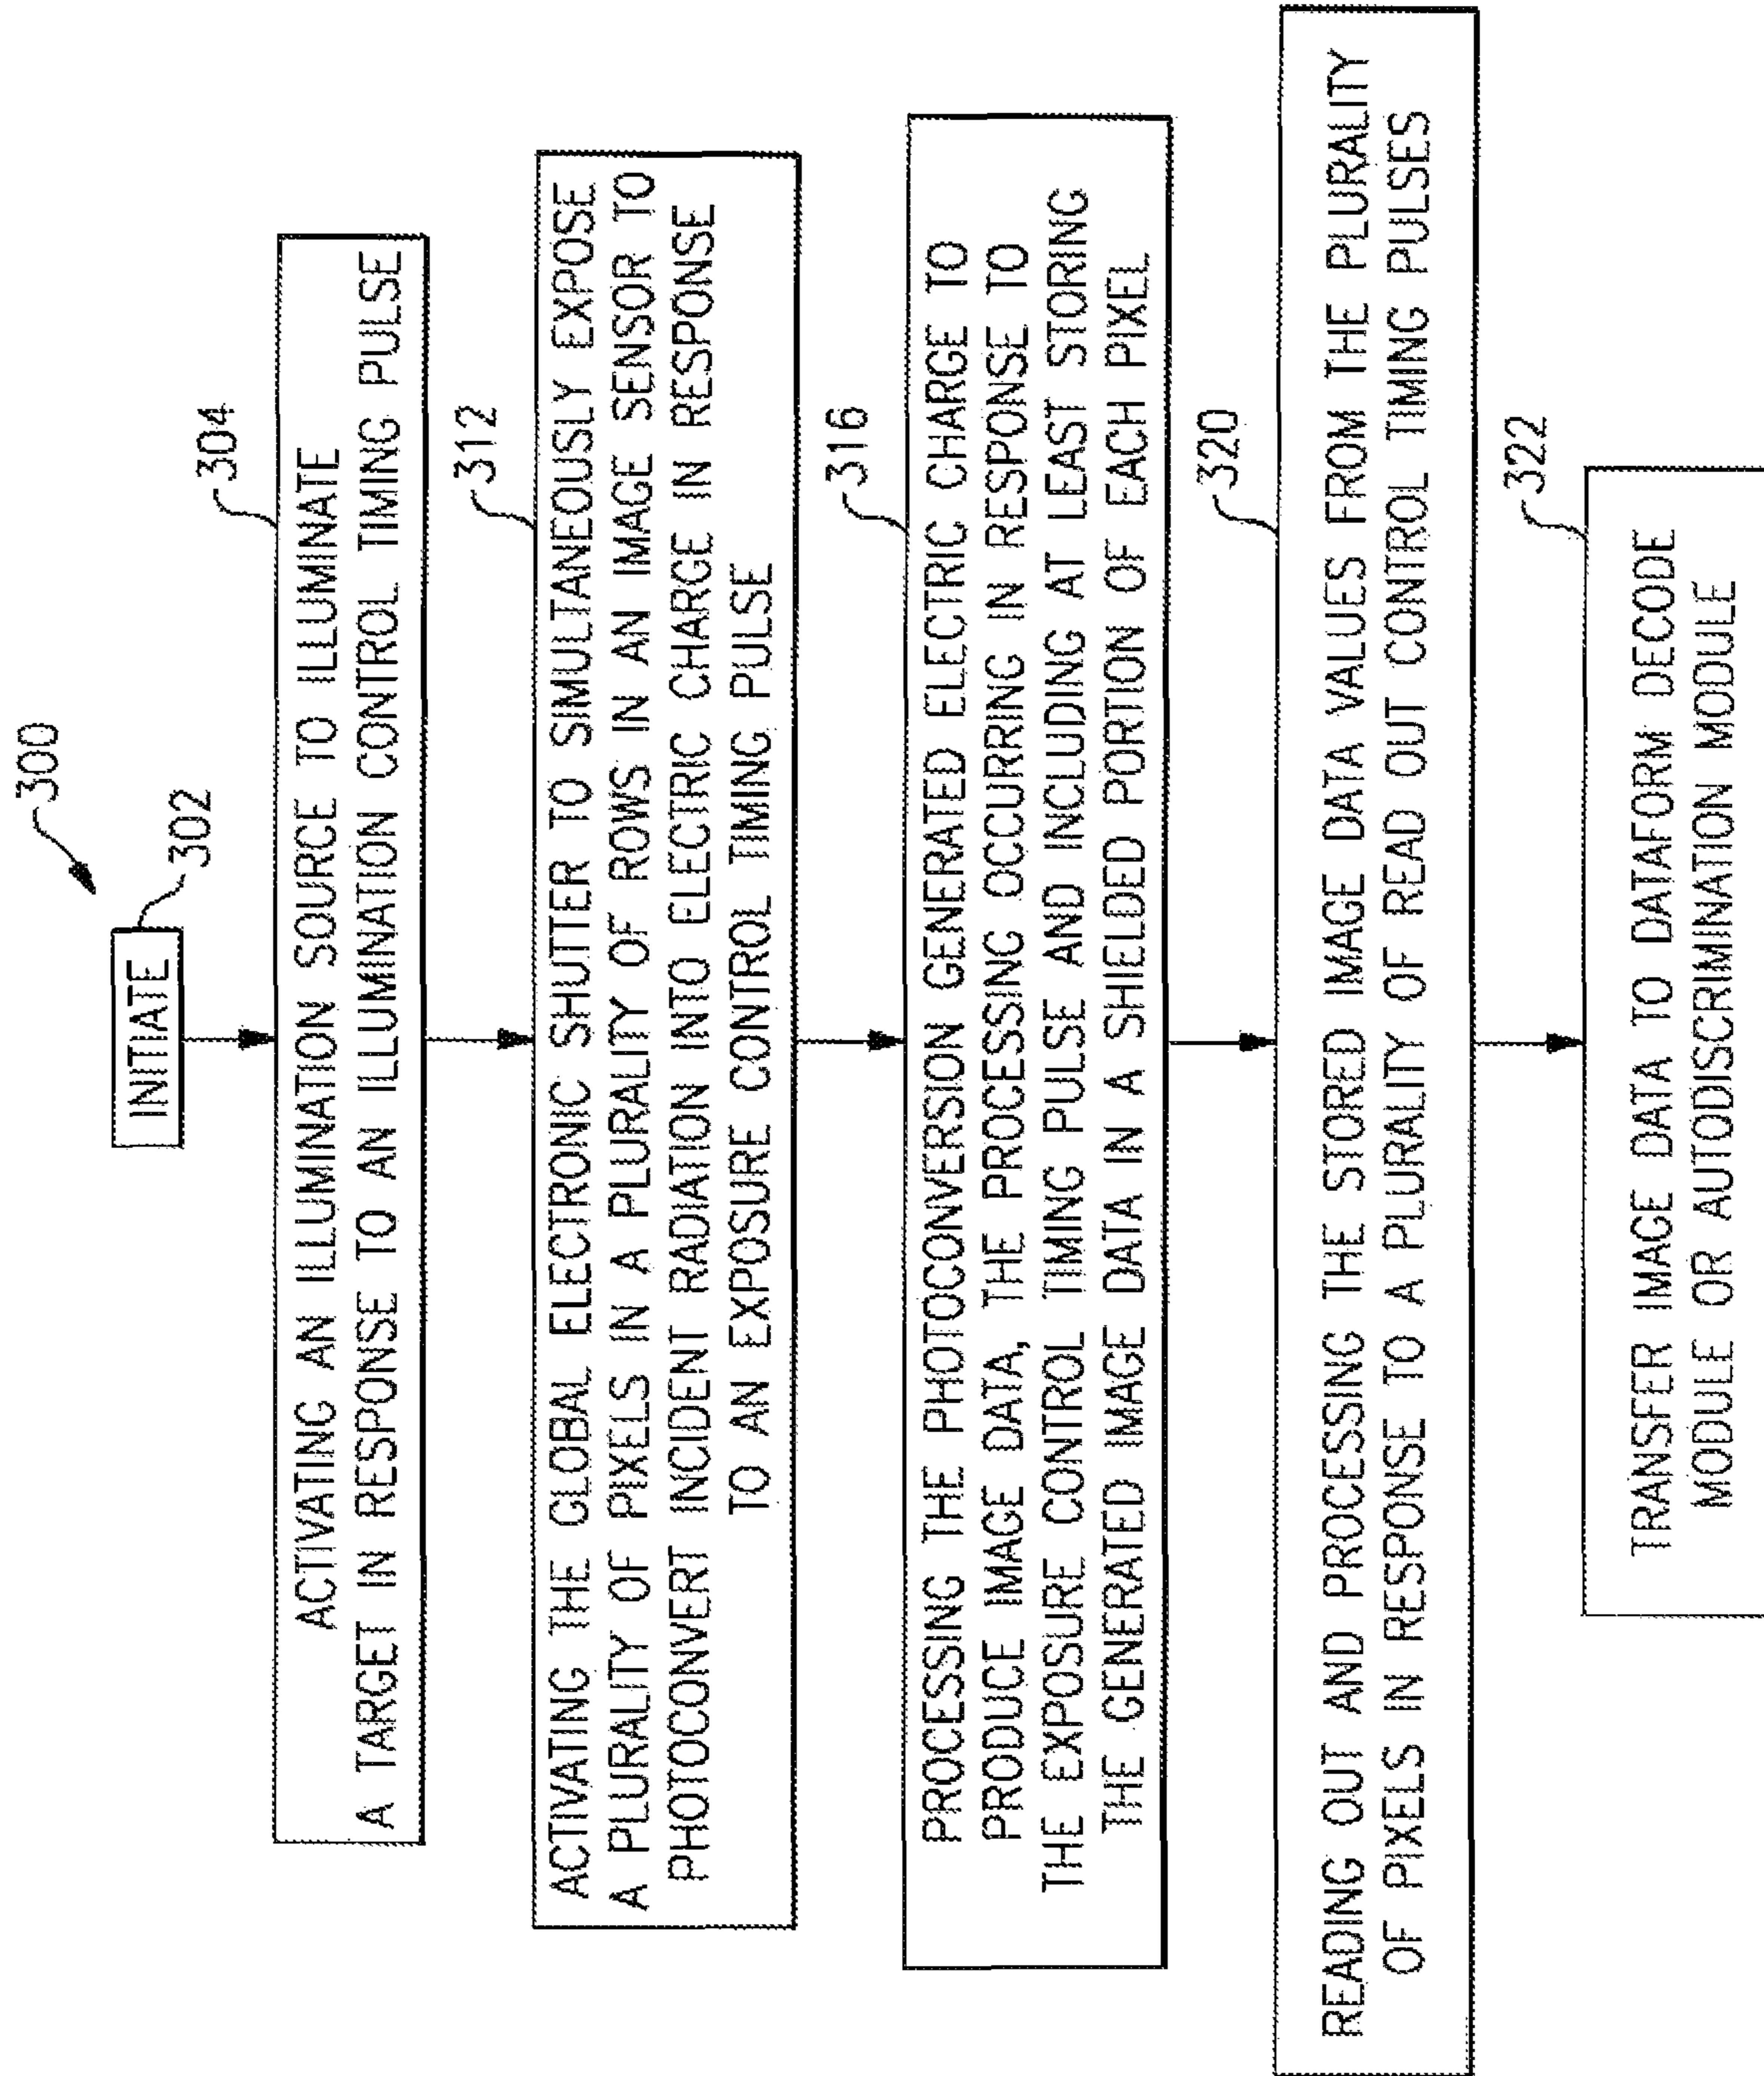 300
302
INITIATE
304
ACTIVATING AN ILLUMINATION SOURCE TO ILLUMINATE
A TARGET IN RESPONSE TO AN ILLUMINATION CONTROL TIMING PULSE
312
ACTIVATING THE GLOBAL ELECTRONIC SHUTTER TO SIMULTANEOUSLY EXPOSE
A PLURALITY OF PIXELS IN A PLURALITY OF ROWS IN AN IMAGE SENSOR TO
PHOTOCONVERT INCIDENT RADIATION INTO ELECTRIC CHARGE IN RESPONSE
TO AN EXPOSURE CONTROL TIMING PULSE
316
PROCESSING THE PHOTOCONVERSION GENERATED ELECTRIC CHARGE TO
PRODUCE IMAGE DATA, THE PROCESSING OCCURRING IN RESPONSE TO
THE EXPOSURE CONTROL TIMING PULSE AND INCLUDING AT LEAST STORING
THE GENERATED IMAGE DATA IN A SHIELDED PORTION OF EACH PIXEL
320
READING OUT AND PROCESSING THE STORED IMAGE DATA VALUES FROM THE PLURALITY
OF PIXELS IN RESPONSE TO A PLURALITY OF READ OUT CONTROL TIMING PULSES
322
TRANSFER IMAGE DATA TO DATAFORM DECODE
MODULE OR AUTODISCRIMINATION MODULE